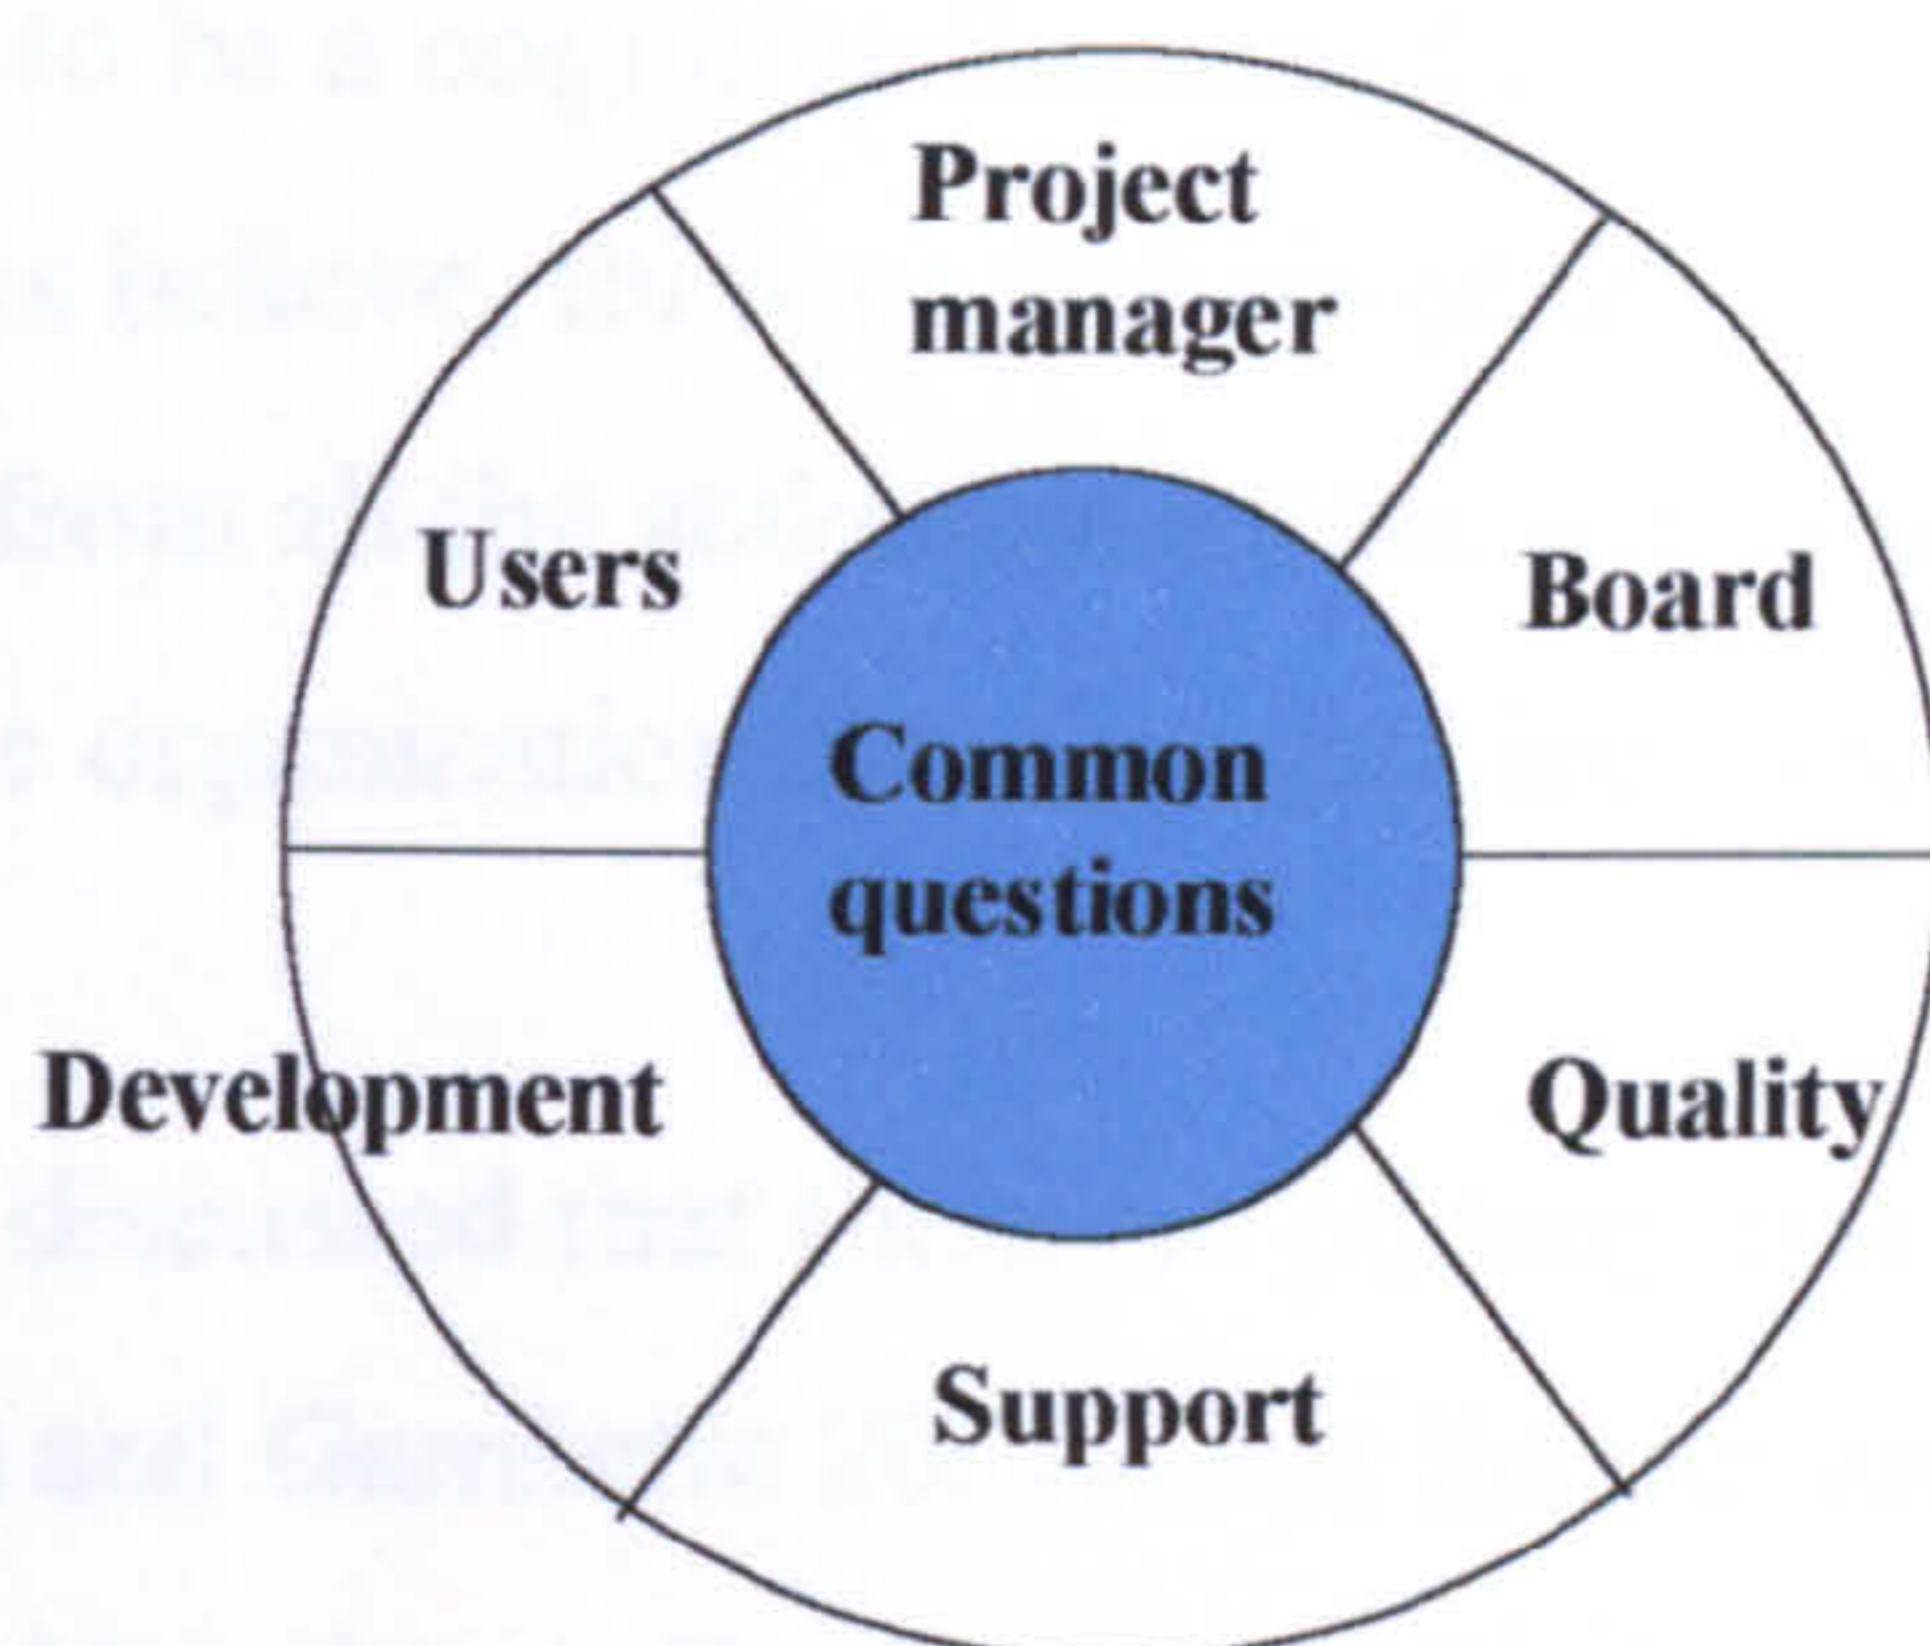 Project
manager
Users
Board
Common
questions
Development
Quality
Support